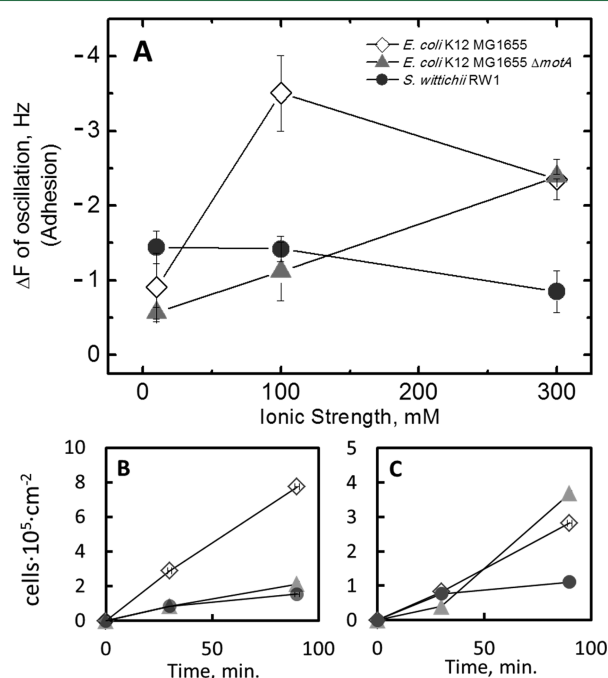 A
E. coli K12 MG1655
E. coli K12 MG1655 ΔmotA
S. wittichii RW1
ΔF of oscillation, Hz
(Adhesion)
−4
−3
−2
−1
0
0 100 200 300
Ionic Strength, mM
B
cells·10⁵·cm⁻²
10
8
6
4
2
0
0 50 100
Time, min.
C
5
4
3
2
1
0
0 50 100
Time, min.